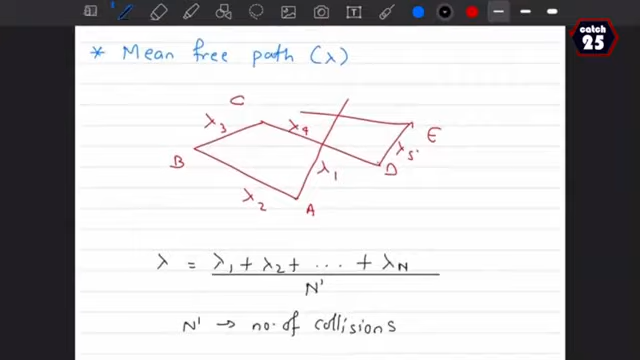 catch
25
* Mean free path (λ)
C
λ3
λ4
E
B
λ5.
D
λ1
λ2
A
λ = λ1 + λ2 + ... + λN
N'
N' → no. of collisions